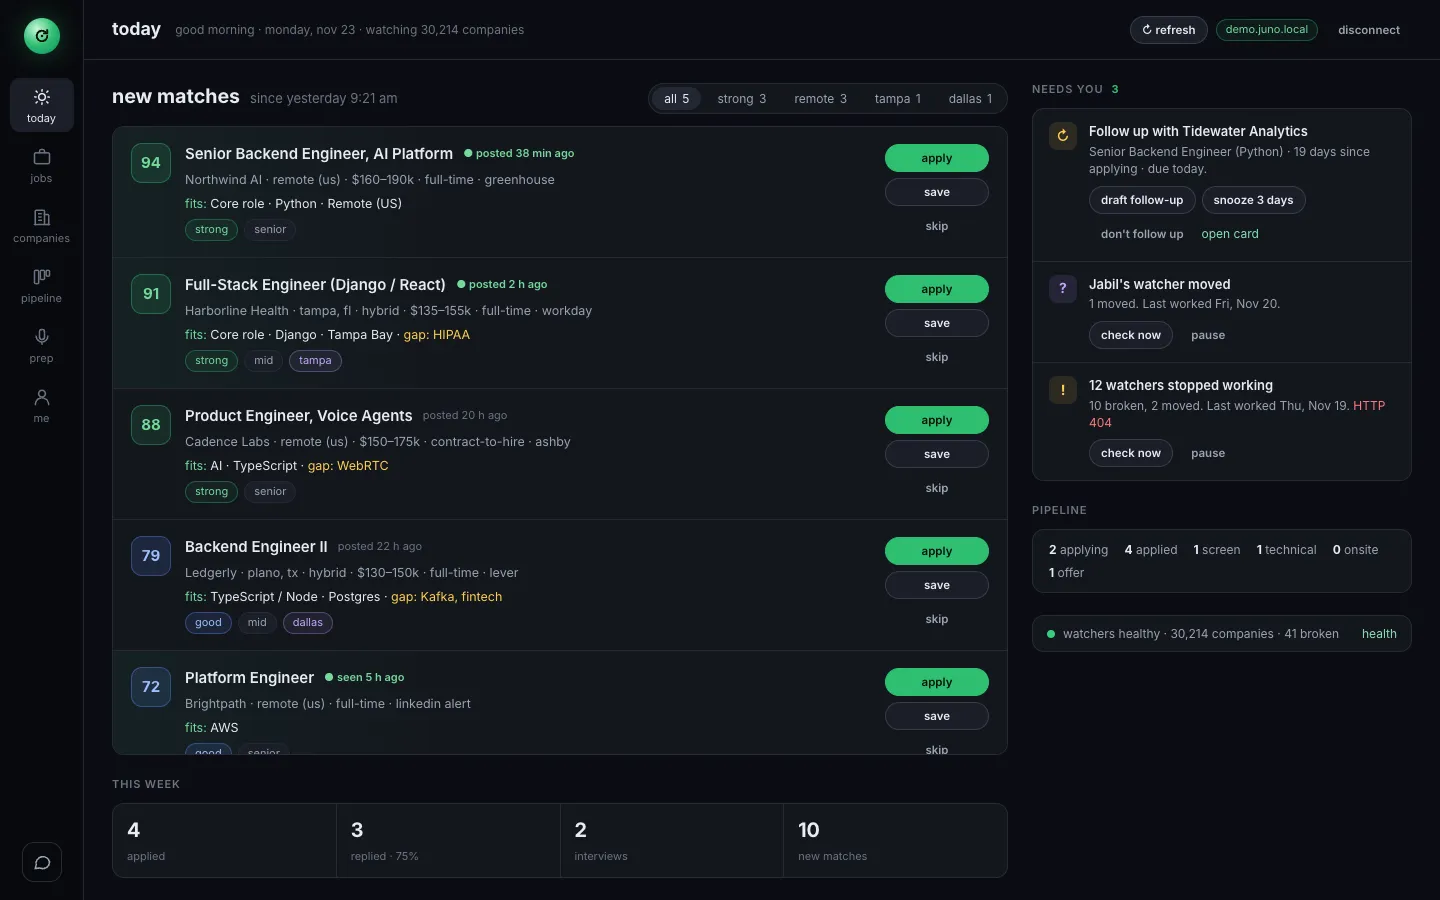 today
good morning · monday, nov 23 · watching 30,214 companies
refresh
demo.juno.local
disconnect
today
jobs
companies
pipeline
prep
me
new matches since yesterday 9:21 am
all 5
strong 3
remote 3
tampa 1
dallas 1
94
Senior Backend Engineer, AI Platform
posted 38 min ago
Northwind AI · remote (us) · $160–190k · full-time · greenhouse
fits: Core role · Python · Remote (US)
strong
senior
apply
save
skip
91
Full-Stack Engineer (Django / React)
posted 2 h ago
Harborline Health · tampa, fl · hybrid · $135–155k · full-time · workday
fits: Core role · Django · Tampa Bay · gap: HIPAA
strong
mid
tampa
apply
save
skip
88
Product Engineer, Voice Agents
posted 20 h ago
Cadence Labs · remote (us) · $150–175k · contract-to-hire · ashby
fits: AI · TypeScript · gap: WebRTC
strong
senior
apply
save
skip
79
Backend Engineer II
posted 22 h ago
Ledgerly · plano, tx · hybrid · $130–150k · full-time · lever
fits: TypeScript / Node · Postgres · gap: Kafka, fintech
good
mid
dallas
apply
save
skip
72
Platform Engineer
seen 5 h ago
Brightpath · remote (us) · full-time · linkedin alert
fits: AWS
good
senior
apply
save
skip
THIS WEEK
4
applied
3
replied · 75%
2
interviews
10
new matches
NEEDS YOU 3
Follow up with Tidewater Analytics
Senior Backend Engineer (Python) · 19 days since
applying · due today.
draft follow-up
snooze 3 days
don't follow up
open card
?
Jabil's watcher moved
1 moved. Last worked Fri, Nov 20.
check now
pause
!
12 watchers stopped working
10 broken, 2 moved. Last worked Thu, Nov 19. HTTP
404
check now
pause
PIPELINE
2 applying 4 applied 1 screen 1 technical 0 onsite
1 offer
watchers healthy · 30,214 companies · 41 broken
health